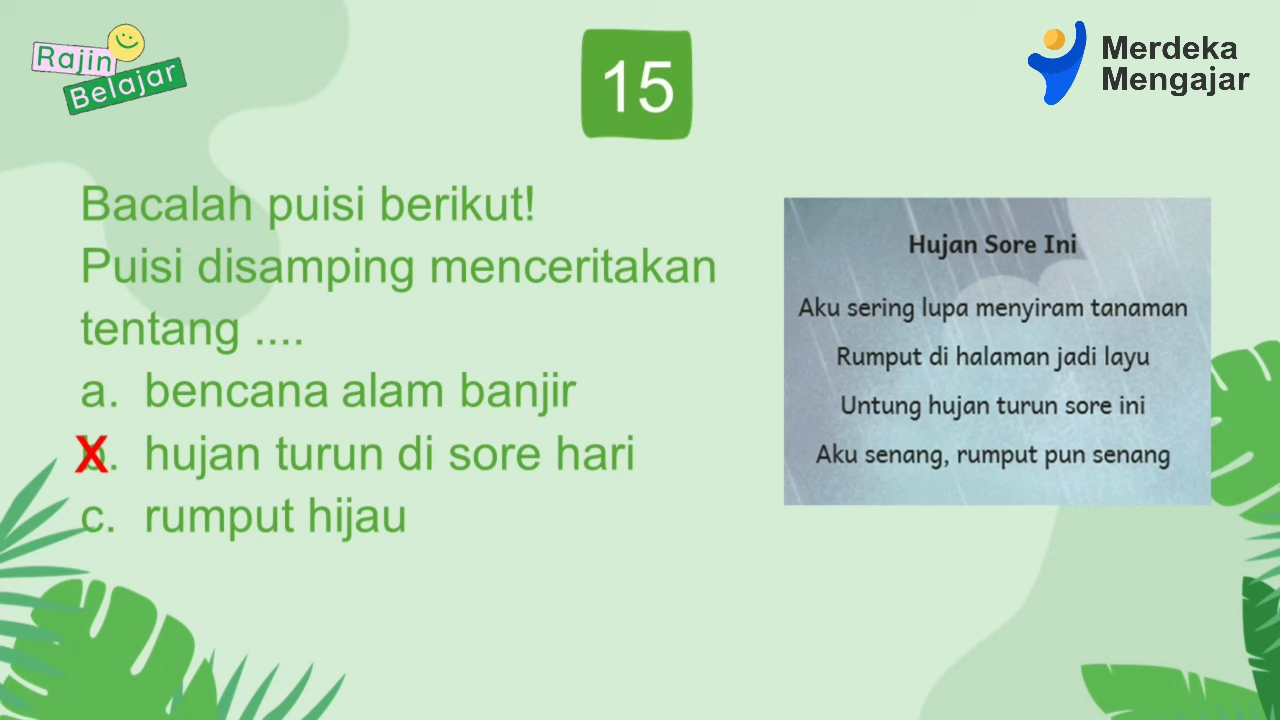 Rajin
Belajar
15
Merdeka
Mengajar
Bacalah puisi berikut!
Puisi disamping menceritakan
tentang ....
a. bencana alam banjir
X b. hujan turun di sore hari
c. rumput hijau
Hujan Sore Ini
Aku sering lupa menyiram tanaman
Rumput di halaman jadi layu
Untung hujan turun sore ini
Aku senang, rumput pun senang